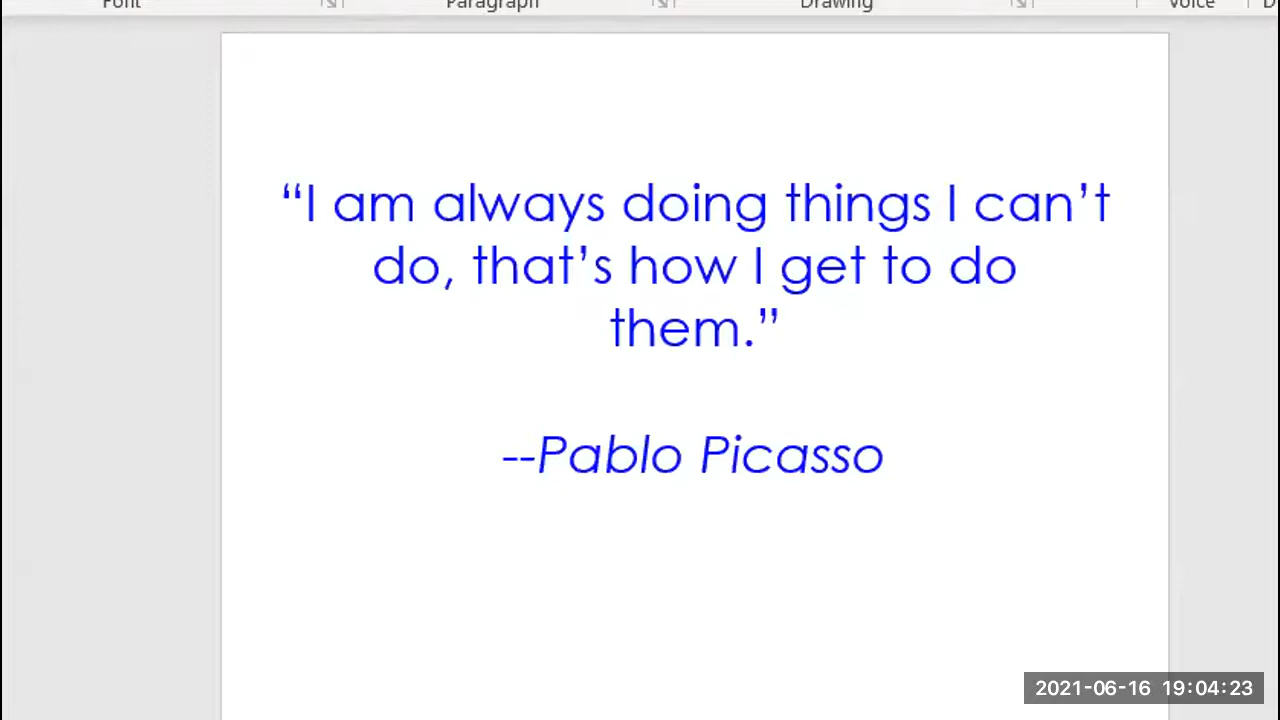 Font Paragraph Drawing Voice
“I am always doing things I can’t
do, that’s how I get to do
them.”
--Pablo Picasso
2021-06-16 19:04:23